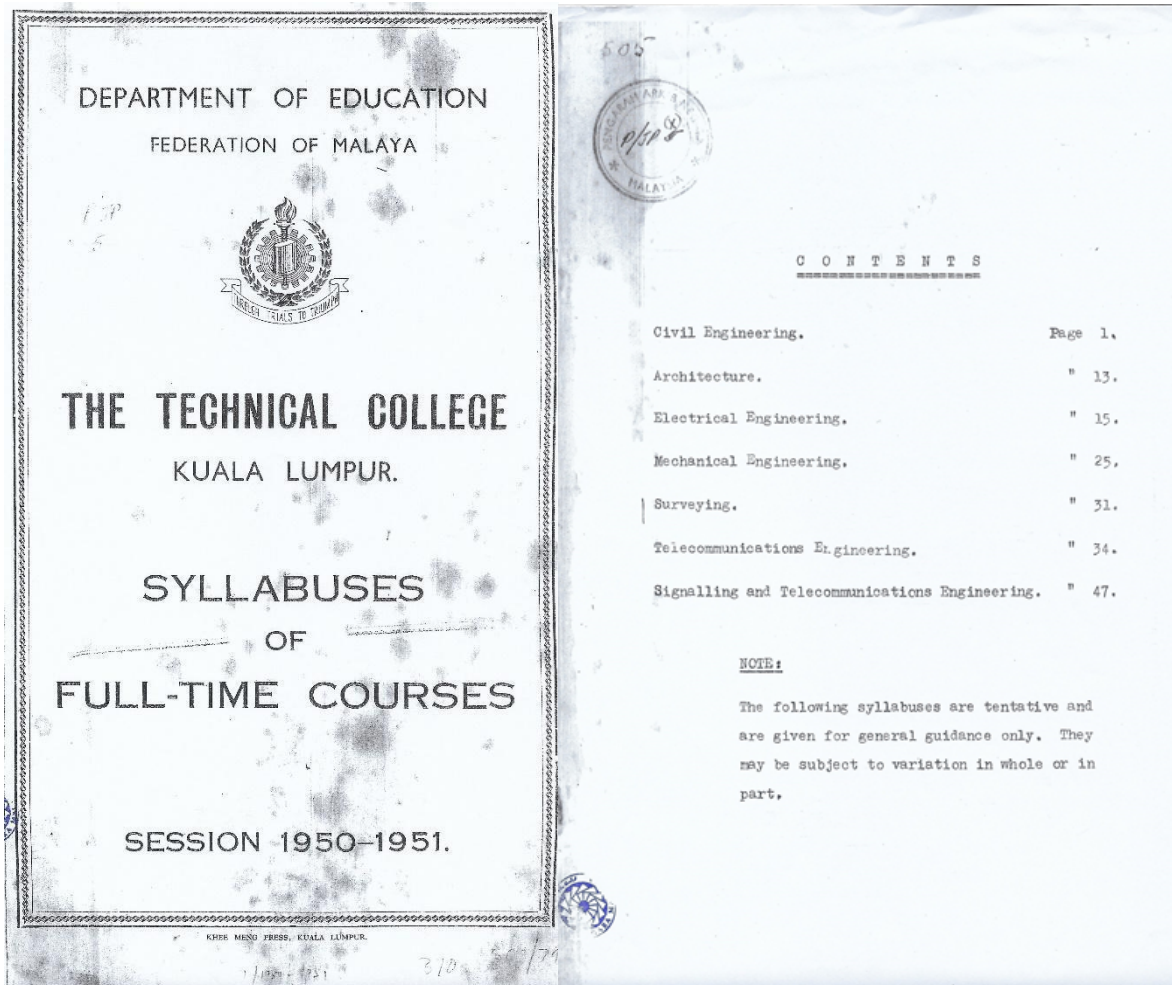 DEPARTMENT OF EDUCATION
FEDERATION OF MALAYA
THROUGH TRIALS TO TRIUMPH
THE TECHNICAL COLLEGE
KUALA LUMPUR.
SYLLABUSES
OF
FULL-TIME COURSES
SESSION 1950–1951.
KHEE MENG PRESS, KUALA LUMPUR.
505
MALAYSIA
C O N T E N T S
Civil Engineering. Page 1.
Architecture. " 13.
Electrical Engineering. " 15.
Mechanical Engineering. " 25.
Surveying. " 31.
Telecommunications Engineering. " 34.
Signalling and Telecommunications Engineering. " 47.
NOTE:
The following syllabuses are tentative and
are given for general guidance only. They
may be subject to variation in whole or in
part.